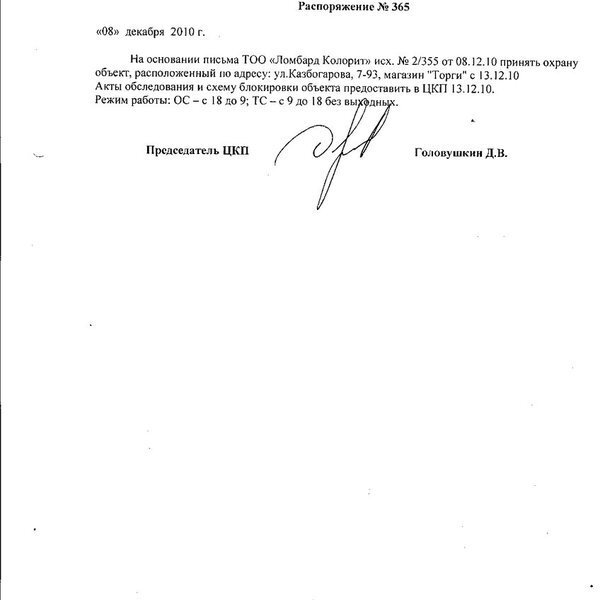 Распоряжение № 365
«08» декабря 2010 г.
На основании письма ТОО «Ломбард Колорит» исх. № 2/355 от 08.12.10 принять охрану
объект, расположенный по адресу: ул.Казбогарова, 7-93, магазин "Торги" с 13.12.10
Акты обследования и схему блокировки объекта предоставить в ЦКП 13.12.10.
Режим работы: ОС – с 18 до 9; ТС – с 9 до 18 без выходных.
Председатель ЦКП Головушкин Д.В.